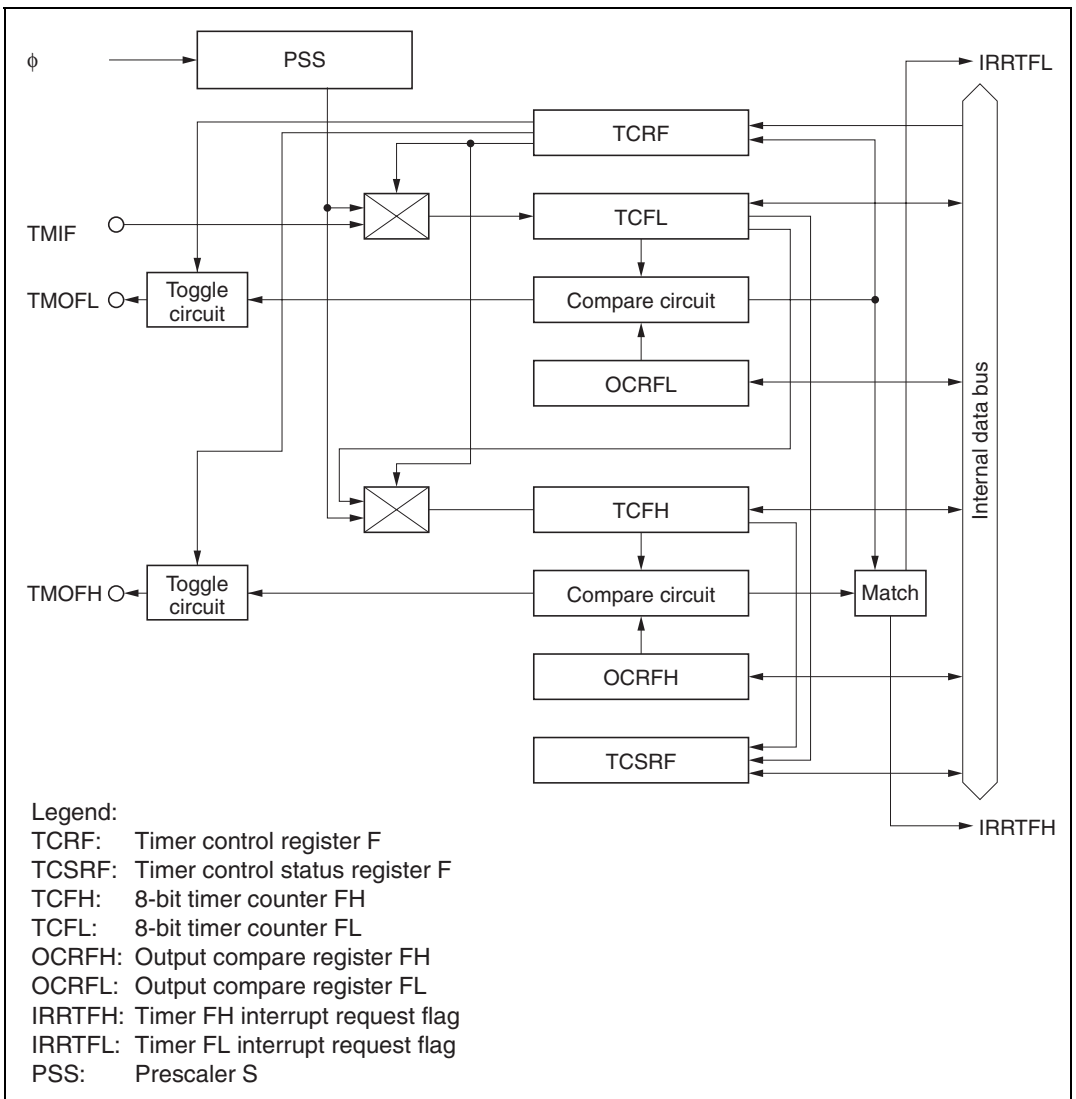 φ
PSS
IRRTFL
TCRF
TMIF
TCFL
TMOFL
Toggle
circuit
Compare circuit
OCRFL
Internal data bus
TCFH
TMOFH
Toggle
circuit
Compare circuit
Match
OCRFH
TCSRF
IRRTFH
Legend:
TCRF: Timer control register F
TCSRF: Timer control status register F
TCFH: 8-bit timer counter FH
TCFL: 8-bit timer counter FL
OCRFH: Output compare register FH
OCRFL: Output compare register FL
IRRTFH: Timer FH interrupt request flag
IRRTFL: Timer FL interrupt request flag
PSS: Prescaler S